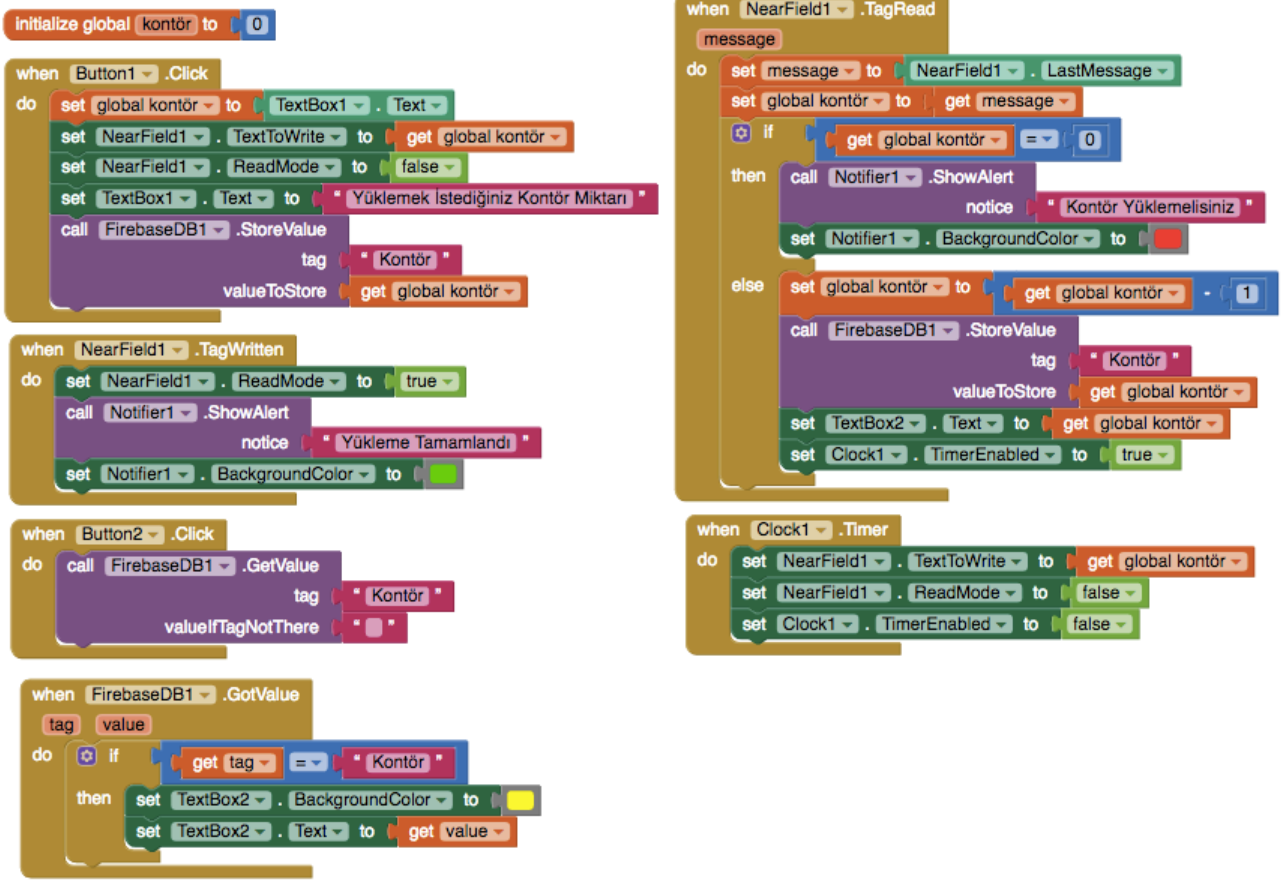 initialize global kontör to 0
when Button1 .Click
do set global kontör to TextBox1 . Text
set NearField1 . TextToWrite to get global kontör
set NearField1 . ReadMode to false
set TextBox1 . Text to " Yüklemek İstediğiniz Kontör Miktarı "
call FirebaseDB1 .StoreValue
tag " Kontör "
valueToStore get global kontör
when NearField1 .TagWritten
do set NearField1 . ReadMode to true
call Notifier1 .ShowAlert
notice " Yükleme Tamamlandı "
set Notifier1 . BackgroundColor to
when Button2 .Click
do call FirebaseDB1 .GetValue
tag " Kontör "
valueIfTagNotThere " "
when FirebaseDB1 .GotValue
tag value
do if get tag = " Kontör "
then set TextBox2 . BackgroundColor to
set TextBox2 . Text to get value
when NearField1 .TagRead
message
do set message to NearField1 . LastMessage
set global kontör to get message
if get global kontör = 0
then call Notifier1 .ShowAlert
notice " Kontör Yüklemelisiniz "
set Notifier1 . BackgroundColor to
else set global kontör to get global kontör - 1
call FirebaseDB1 .StoreValue
tag " Kontör "
valueToStore get global kontör
set TextBox2 . Text to get global kontör
set Clock1 . TimerEnabled to true
when Clock1 .Timer
do set NearField1 . TextToWrite to get global kontör
set NearField1 . ReadMode to false
set Clock1 . TimerEnabled to false